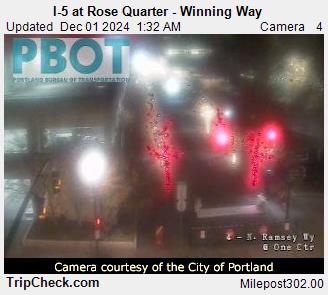 I-5 at Rose Quarter - Winning Way
Updated Dec 01 2024 1:32 AM Camera 4
PBOT
PORTLAND BUREAU OF TRANSPORTATION
4 - N. Ramsey Wy
@ One Ctr
Camera courtesy of the City of Portland
TripCheck.com Milepost302.00